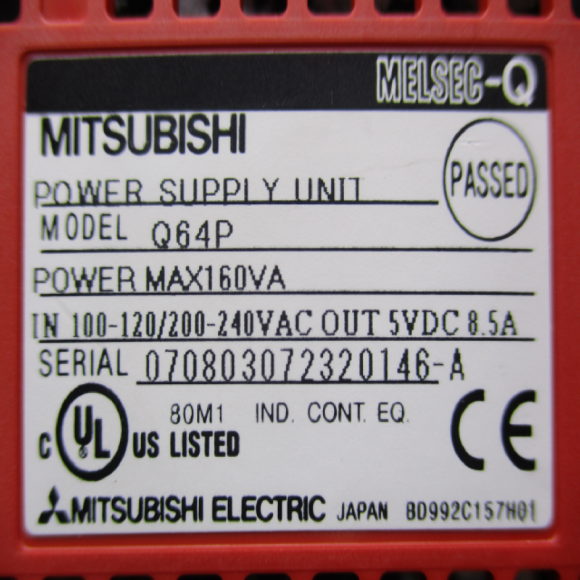 MELSEC-Q
MITSUBISHI
PASSED
POWER SUPPLY UNIT
MODEL Q64P
POWER MAX160VA
IN 100-120/200-240VAC OUT 5VDC 8.5A
SERIAL 070803072320146-A
80M1 IND. CONT. EQ.
C UL US LISTED
CE
MITSUBISHI ELECTRIC JAPAN BD992C157H01